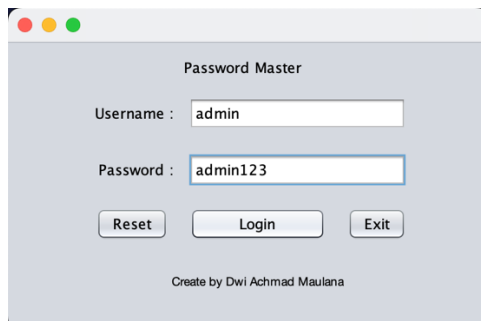 Password Master
Username : admin
Password : admin123
Reset Login Exit
Create by Dwi Achmad Maulana